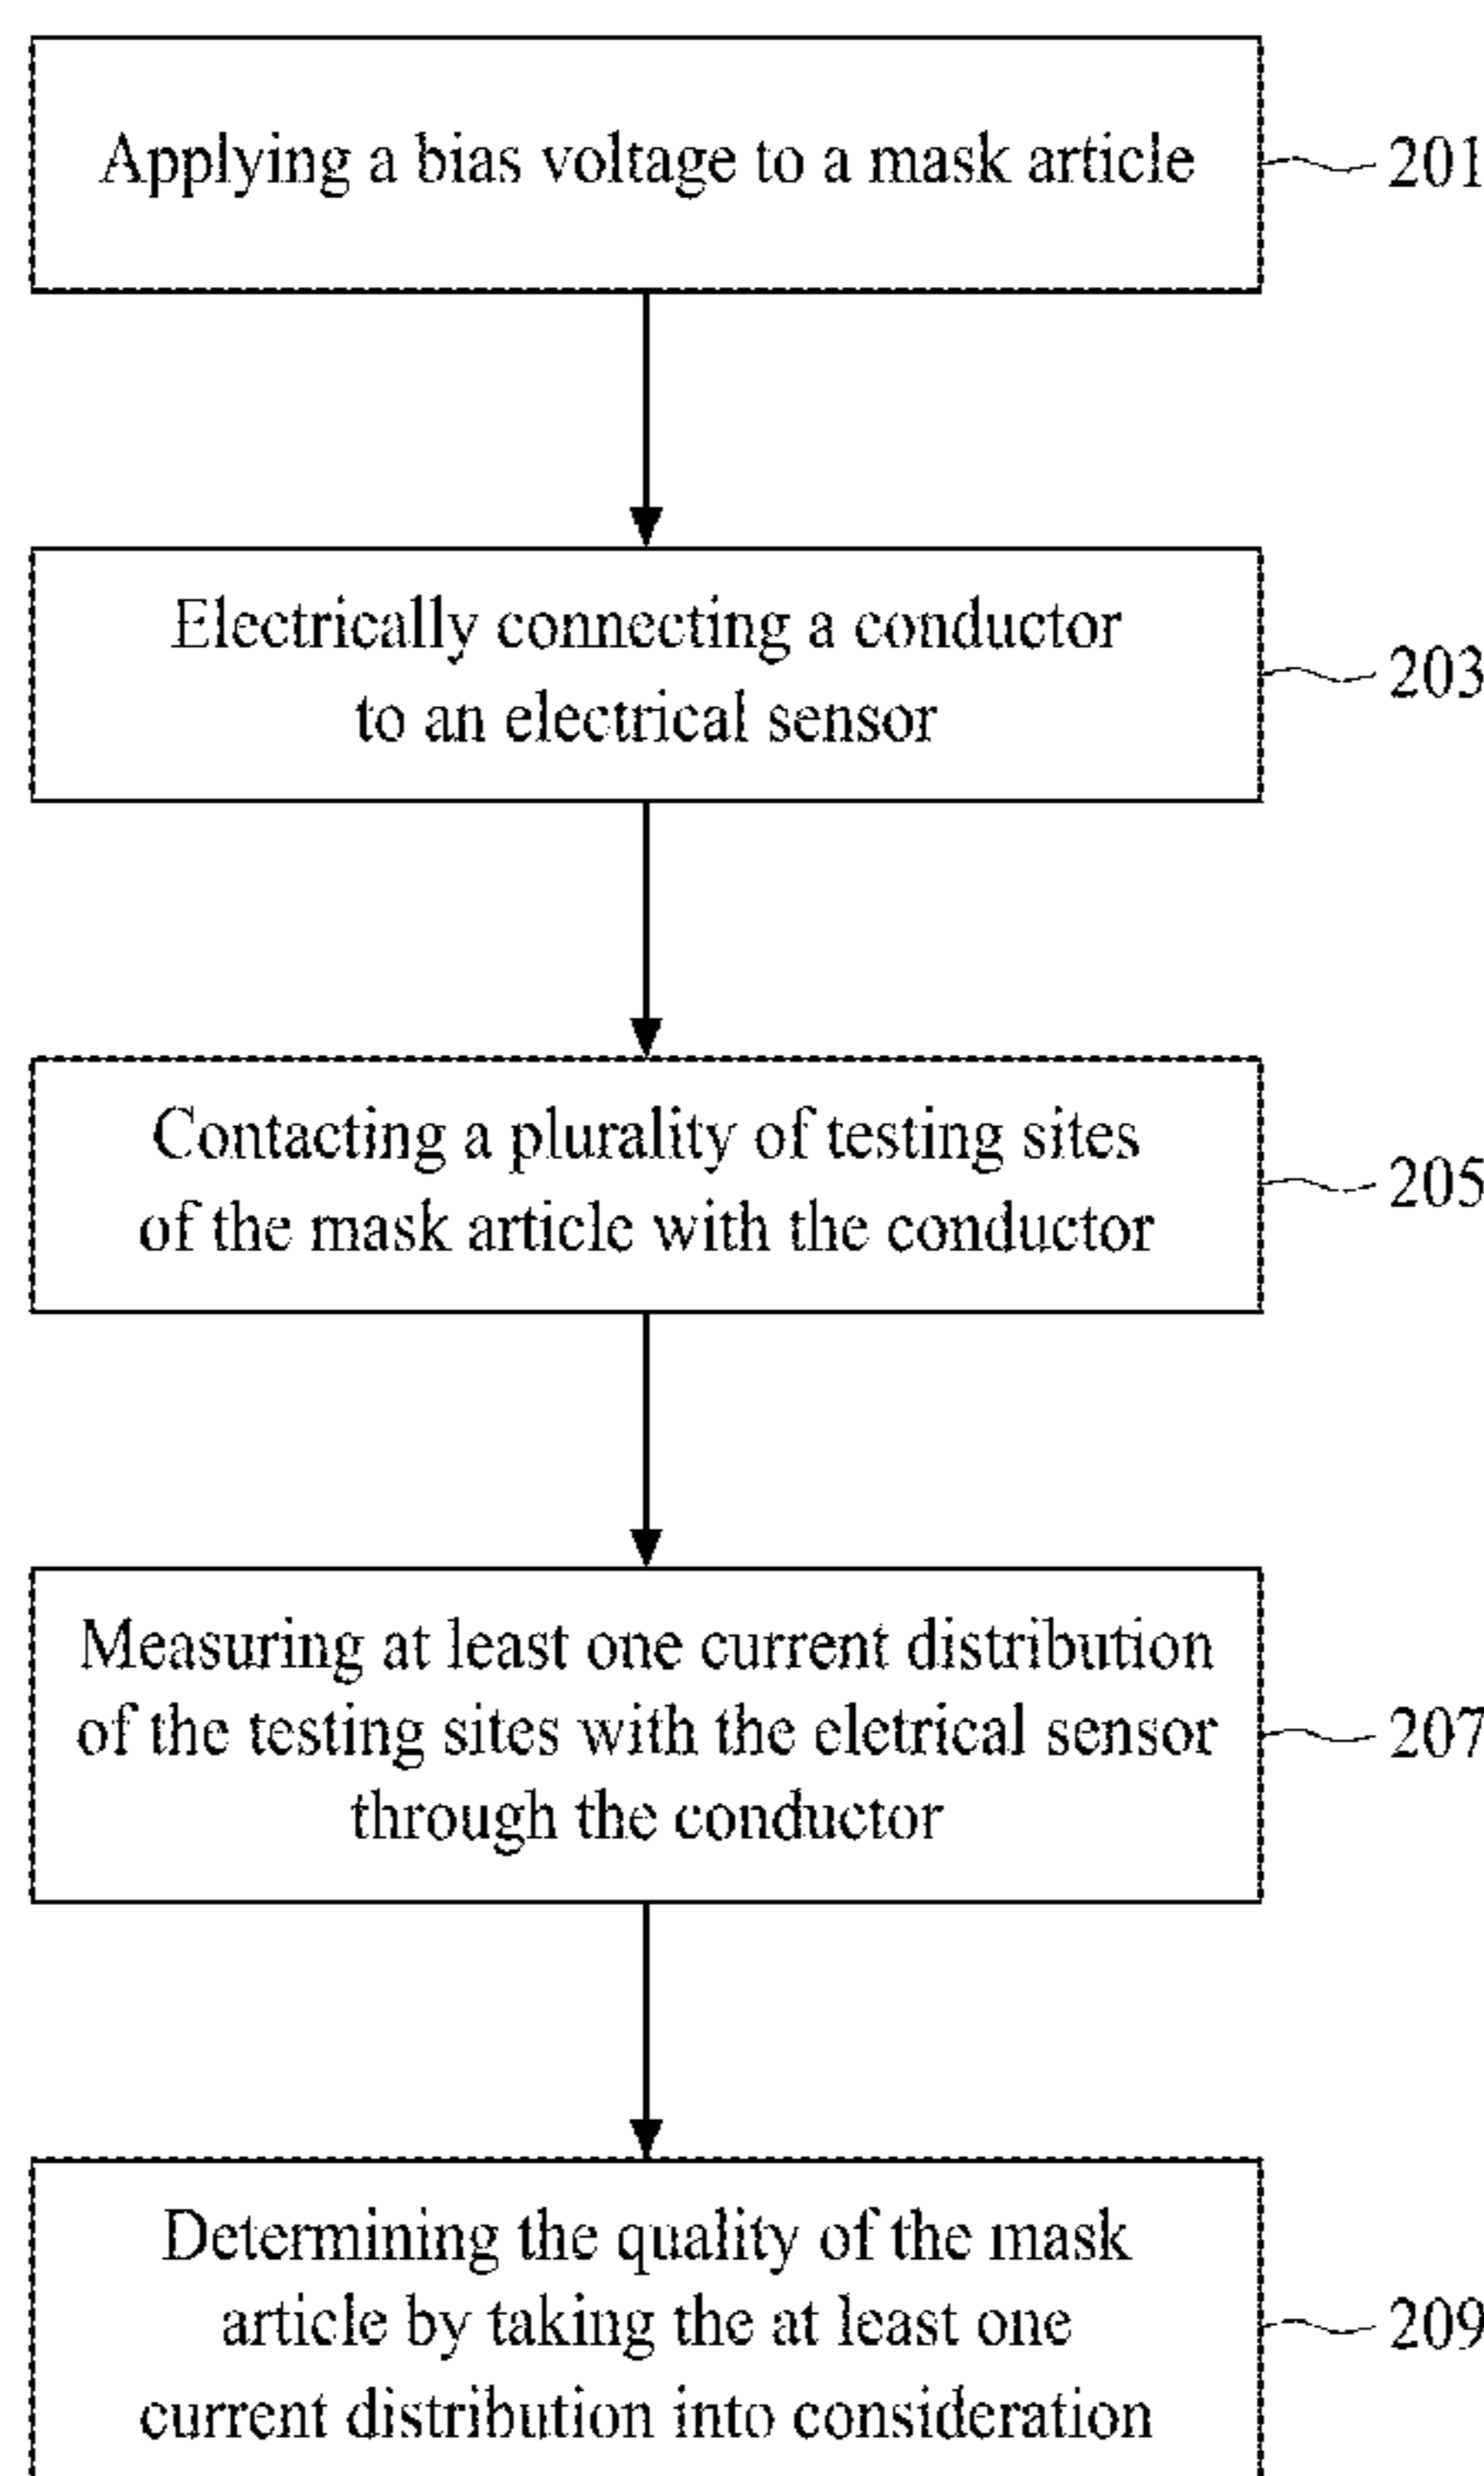 Applying a bias voltage to a mask article
201
Electrically connecting a conductor
to an electrical sensor
203
Contacting a plurality of testing sites
of the mask article with the conductor
205
Measuring at least one current distribution
of the testing sites with the eletrical sensor
through the conductor
207
Determining the quality of the mask
article by taking the at least one
current distribution into consideration
209